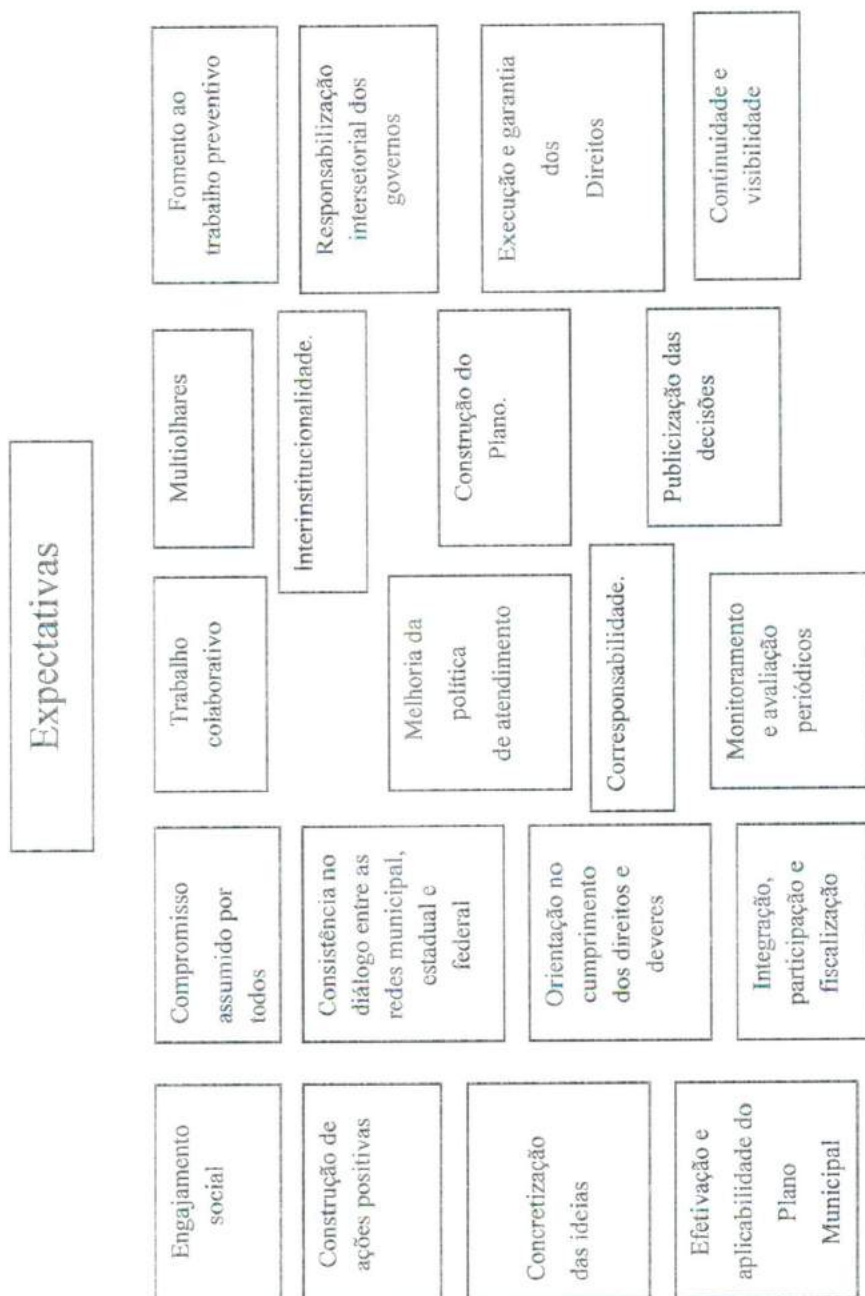 Expectativas
Engajamento
social
Compromisso
assumido por
todos
Trabalho
colaborativo
Multiolhares
Fomento ao
trabalho preventivo
Construção de
ações positivas
Consistência no
diálogo entre as
redes municipal,
estadual e
federal
Melhoria da
política
de atendimento
Interinstitucionalidade.
Responsabilização
intersetorial dos
governos
Concretização
das ideias
Orientação no
cumprimento
dos direitos e
deveres
Corresponsabilidade.
Construção do
Plano.
Execução e garantia
dos
Direitos
Efetivação e
aplicabilidade do
Plano
Municipal
Integração,
participação e
fiscalização
Monitoramento
e avaliação
periódicos
Publicização das
decisões
Continuidade e
visibilidade